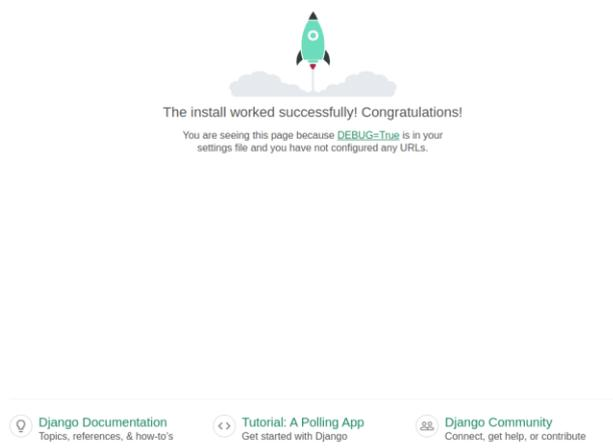 The install worked successfully! Congratulations!
You are seeing this page because DEBUG=True is in your
settings file and you have not configured any URLs.
Django Documentation
Topics, references, & how-to's
Tutorial: A Polling App
Get started with Django
Django Community
Connect, get help, or contribute